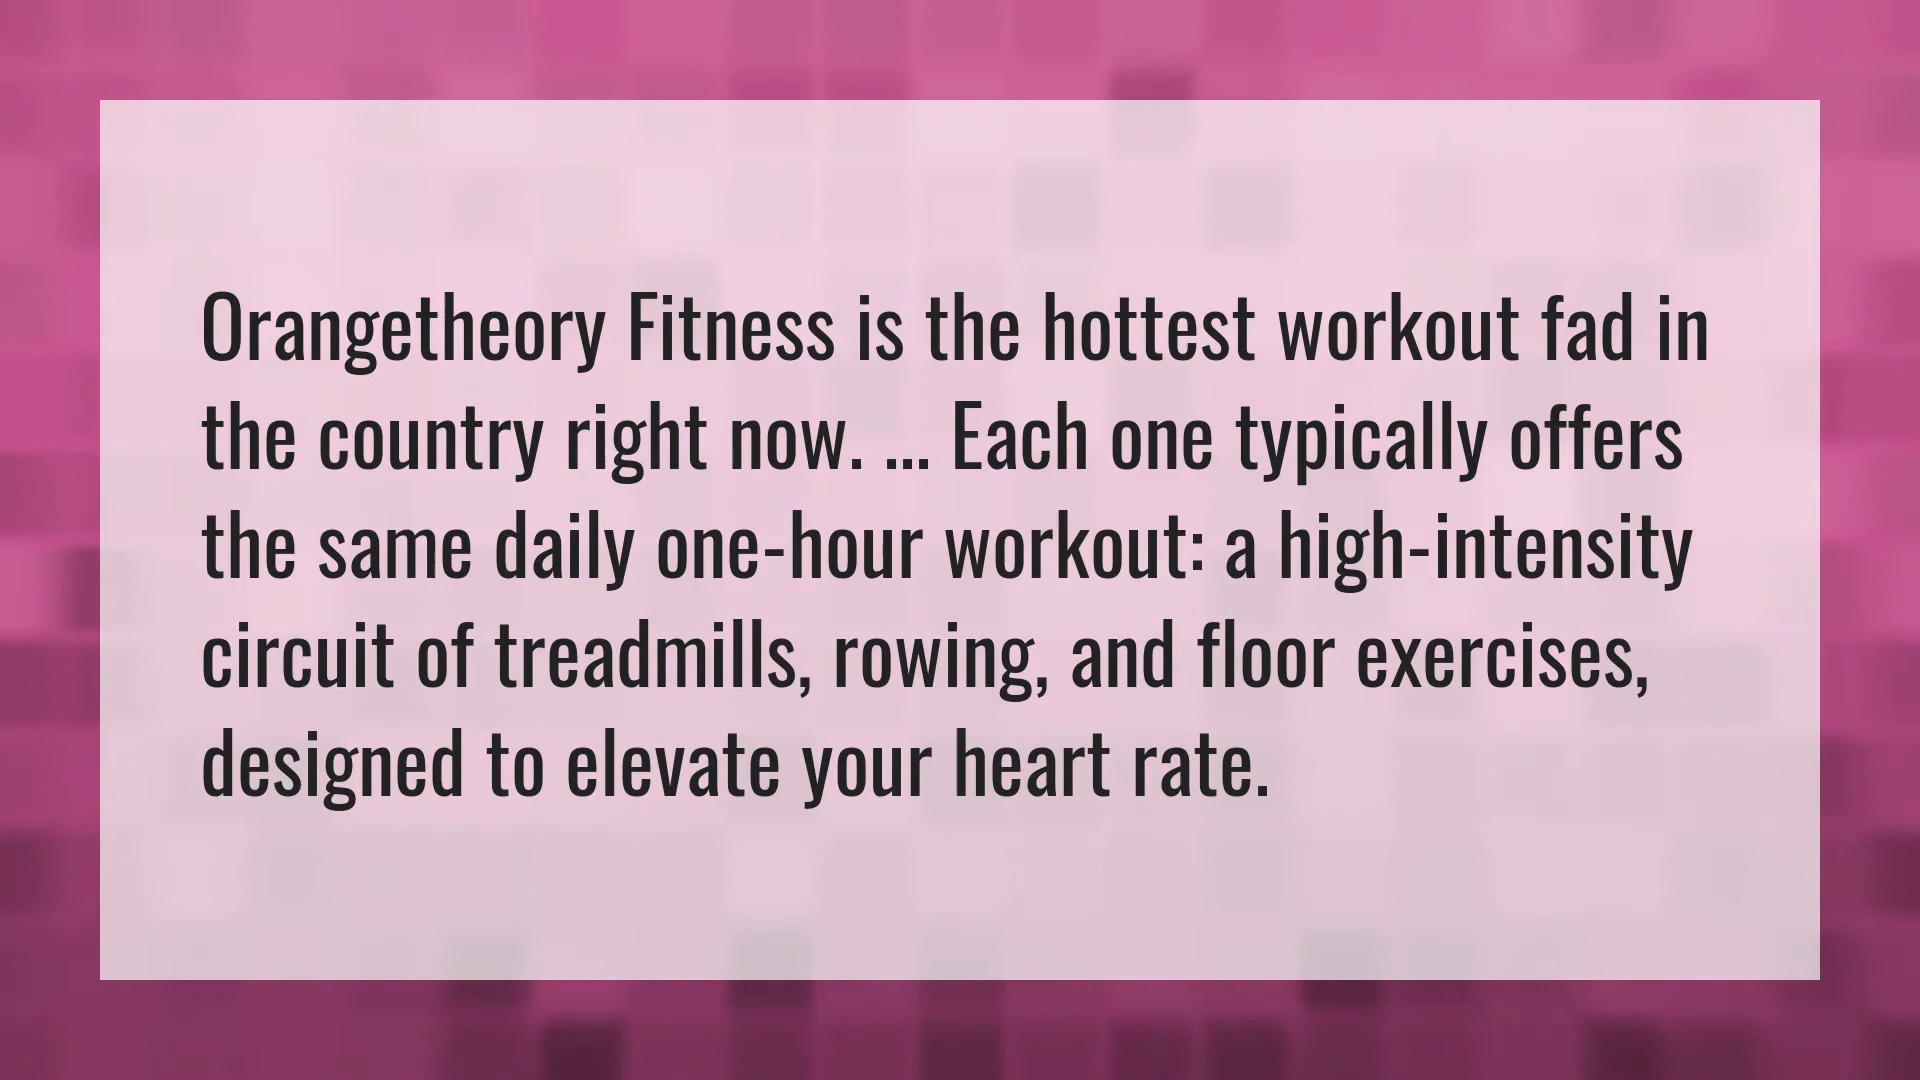 Orangetheory Fitness is the hottest workout fad in
the country right now. ... Each one typically offers
the same daily one-hour workout: a high-intensity
circuit of treadmills, rowing, and floor exercises,
designed to elevate your heart rate.